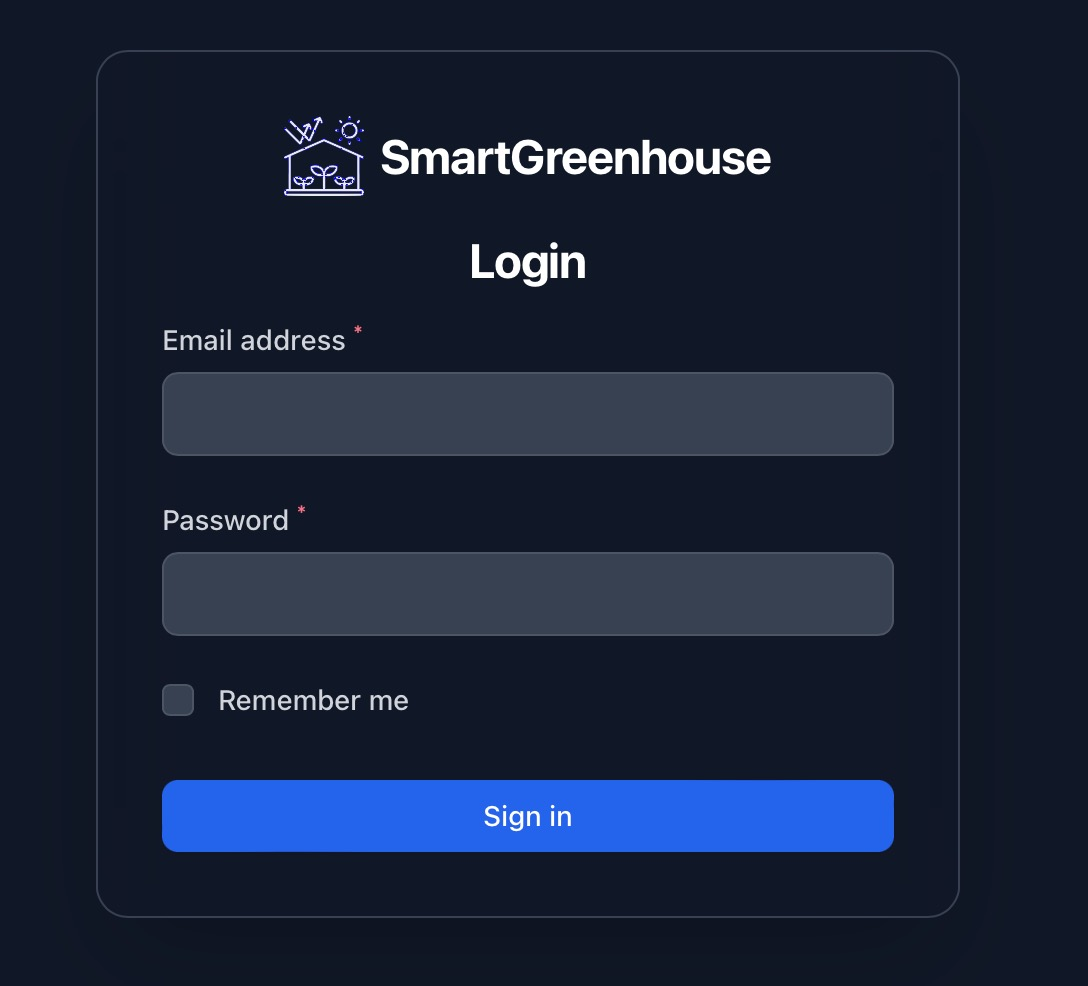 SmartGreenhouse
Login
Email address *
Password *
Remember me
Sign in